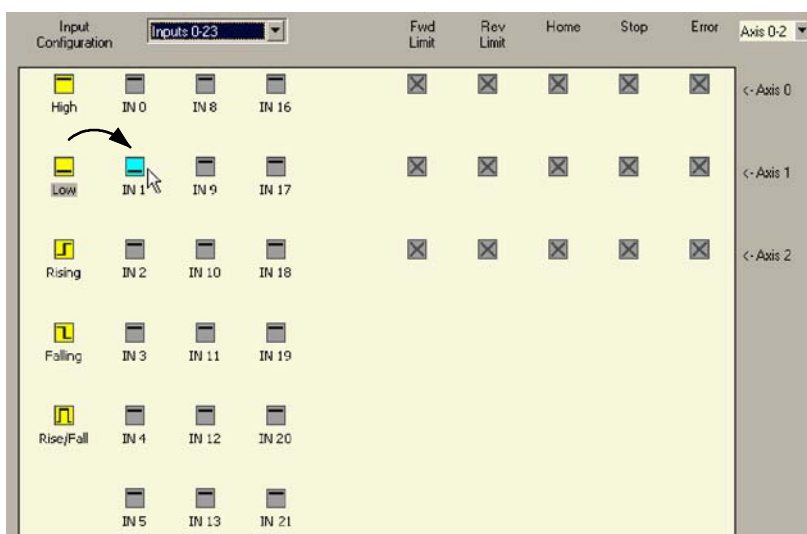 Input Configuration
Inputs 0-23
Fwd Limit
Rev Limit
Home
Stop
Error
Axis 0-2
High
IN 0
IN 8
IN 16
<- Axis 0
Low
IN 1
IN 9
IN 17
<- Axis 1
Rising
IN 2
IN 10
IN 18
<- Axis 2
Falling
IN 3
IN 11
IN 19
Rise/Fall
IN 4
IN 12
IN 20
IN 5
IN 13
IN 21